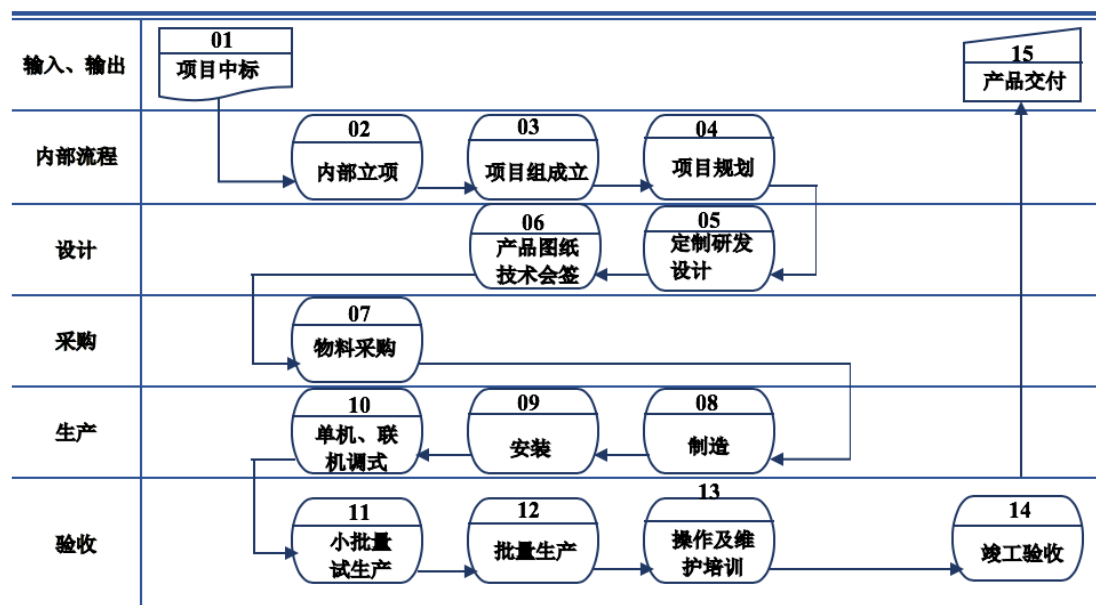 输入、输出
01
项目中标
15
产品交付
内部流程
02
内部立项
03
项目组成立
04
项目规划
设计
06
产品图纸
技术会签
05
定制研发
设计
采购
07
物料采购
生产
10
单机、联
机调式
09
安装
08
制造
验收
11
小批量
试生产
12
批量生产
13
操作及维
护培训
14
竣工验收